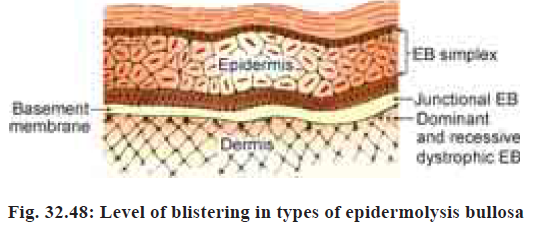 Epidermis
EB simplex
Basement
membrane
Junctional EB
Dominant
and recessive
dystrophic EB
Dermis
Fig. 32.48: Level of blistering in types of epidermolysis bullosa